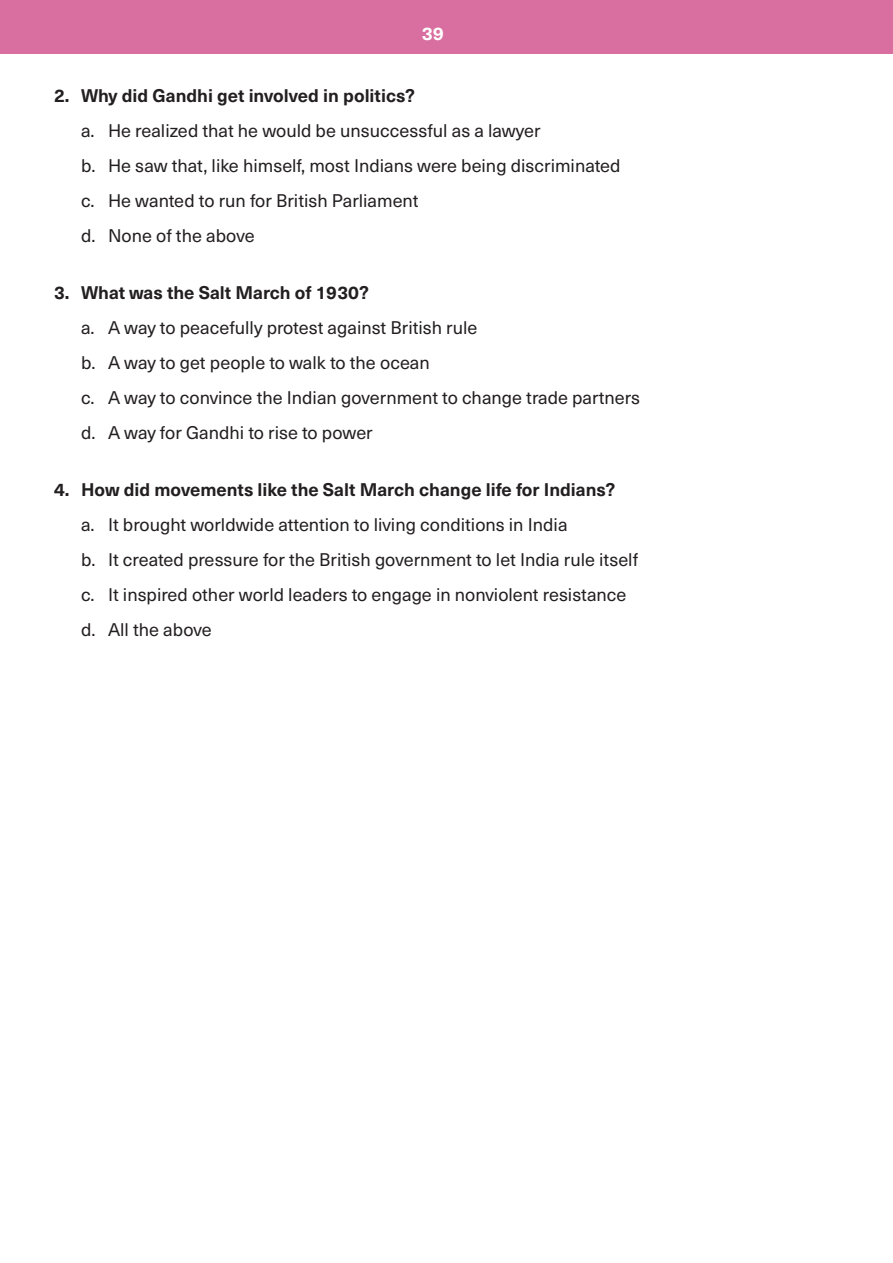 39
2. Why did Gandhi get involved in politics?
a. He realized that he would be unsuccessful as a lawyer
b. He saw that, like himself, most Indians were being discriminated
c. He wanted to run for British Parliament
d. None of the above
3. What was the Salt March of 1930?
a. A way to peacefully protest against British rule
b. A way to get people to walk to the ocean
c. A way to convince the Indian government to change trade partners
d. A way for Gandhi to rise to power
4. How did movements like the Salt March change life for Indians?
a. It brought worldwide attention to living conditions in India
b. It created pressure for the British government to let India rule itself
c. It inspired other world leaders to engage in nonviolent resistance
d. All the above